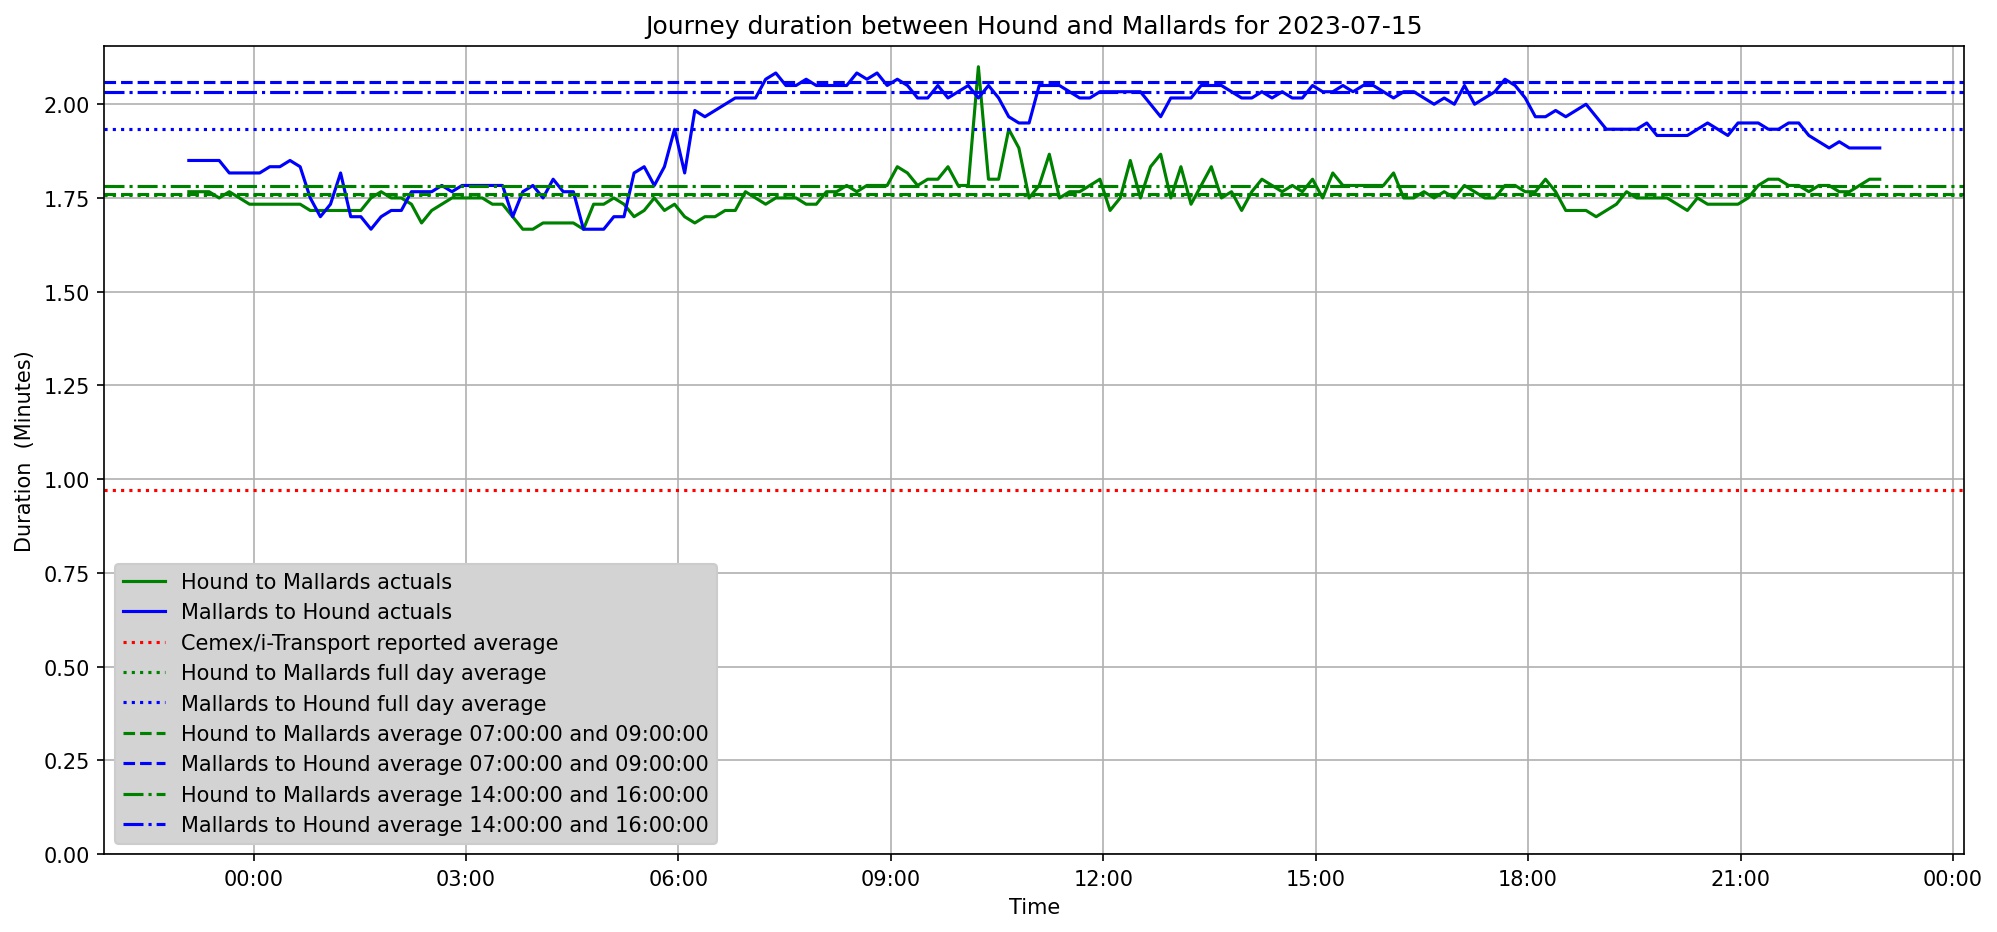 Journey duration between Hound and Mallards for 2023-07-15
2.00
1.75
1.50
1.25
1.00
0.75
0.50
0.25
0.00
Duration (Minutes)
Hound to Mallards actuals
Mallards to Hound actuals
Cemex/i-Transport reported average
Hound to Mallards full day average
Mallards to Hound full day average
Hound to Mallards average 07:00:00 and 09:00:00
Mallards to Hound average 07:00:00 and 09:00:00
Hound to Mallards average 14:00:00 and 16:00:00
Mallards to Hound average 14:00:00 and 16:00:00
00:00 03:00 06:00 09:00 12:00 15:00 18:00 21:00 00:00
Time